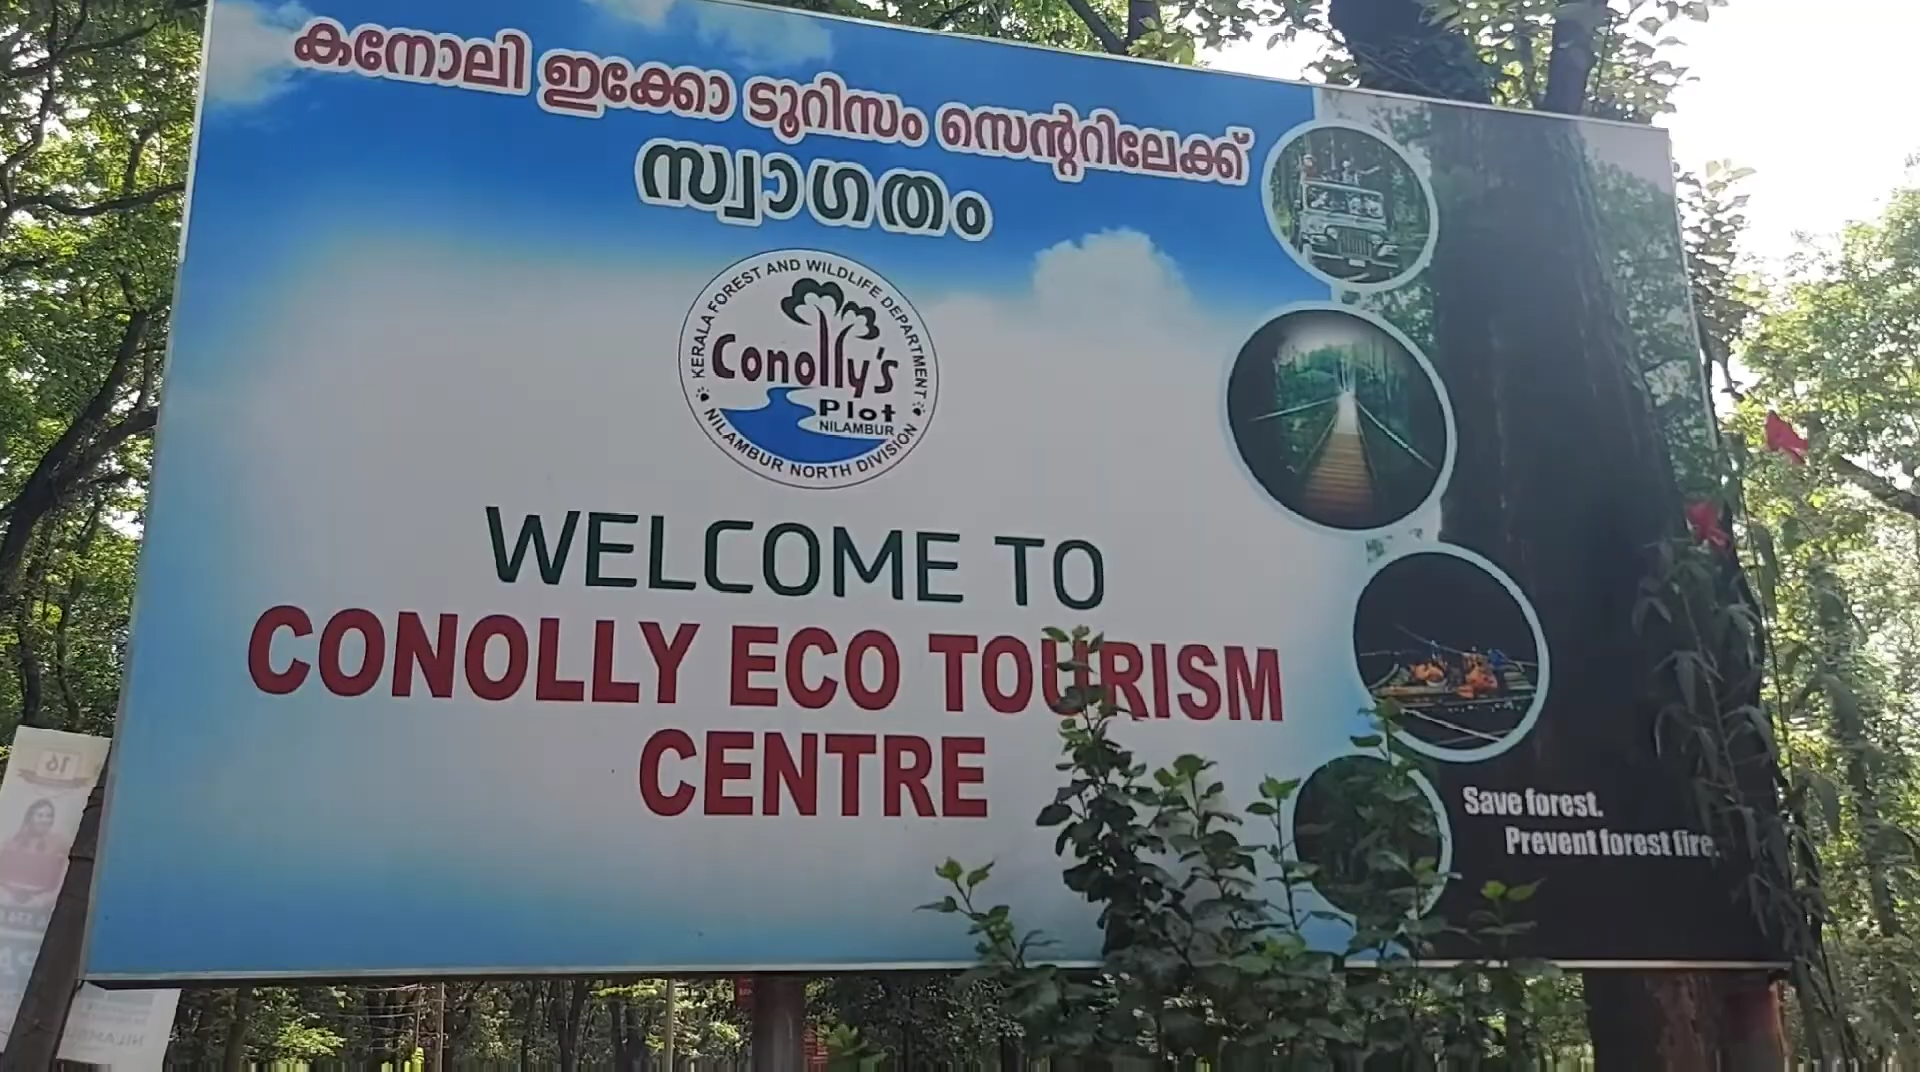 കനോലി ഇക്കോ ടൂറിസം സെന്ററിലേക്ക്
സ്വാഗതം
KERALA FOREST AND WILDLIFE DEPARTMENT
Conolly's
Plot
NILAMBUR
NILAMBUR NORTH DIVISION
WELCOME TO
CONOLLY ECO TOURISM
CENTRE
Save forest.
Prevent forest fire.
16